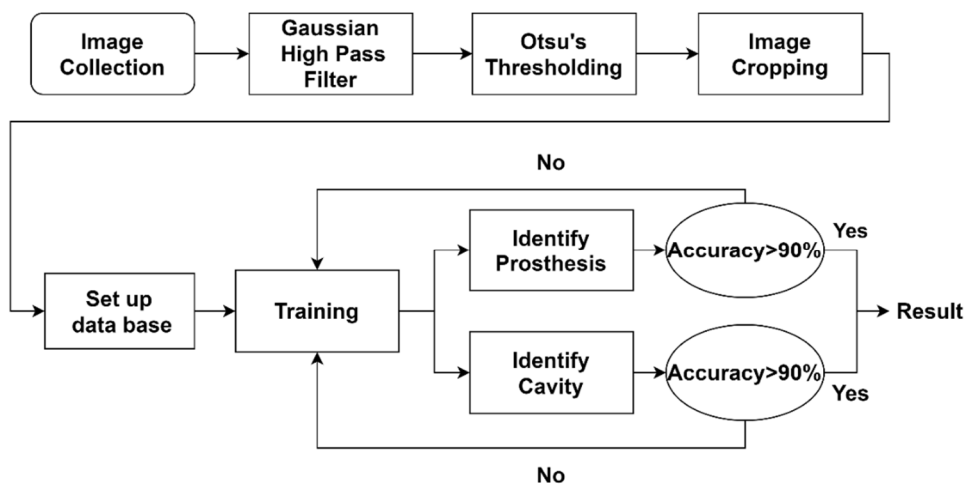 Image
Collection
Gaussian
High Pass
Filter
Otsu's
Thresholding
Image
Cropping
No
Identify
Prosthesis
Accuracy>90%
Yes
Set up
data base
Training
Result
Identify
Cavity
Accuracy>90%
Yes
No